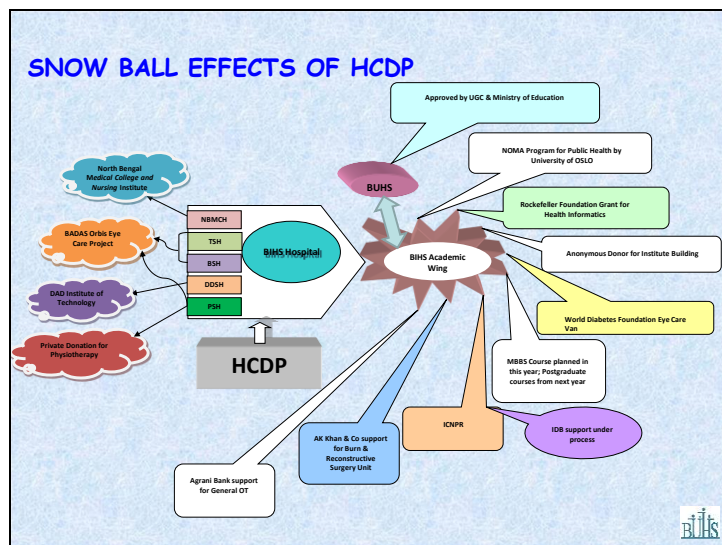 SNOW BALL EFFECTS OF HCDP
Approved by UGC & Ministry of Education
NOMA Program for Public Health by
University of OSLO
North Bengal
Medical College and
Nursing Institute
BUHS
Rockefeller Foundation Grant for
Health Informatics
NBMCH
BADAS Orbis Eye
Care Project
TSH
BIHS Hospital
BSH
BIHS Academic
Wing
Anonymous Donor for Institute Building
DDSH
DAD Institute of
Technology
PSH
World Diabetes Foundation Eye Care
Van
Private Donation for
Physiotherapy
HCDP
MBBS Course planned in
this year; Postgraduate
courses from next year
ICNPR
IDB support under
process
AK Khan & Co support
for Burn &
Reconstructive
Surgery Unit
Agrani Bank support
for General OT
BUHS